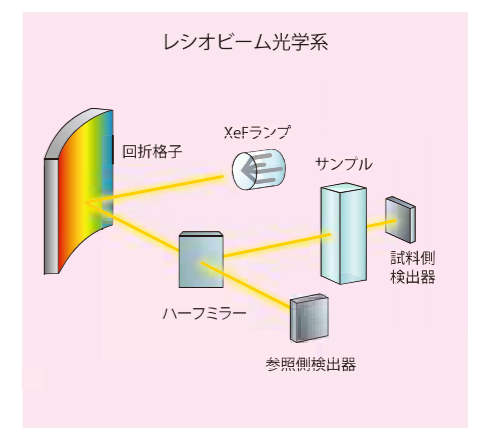 レシオビーム光学系
XeFランプ
回折格子
サンプル
試料側
検出器
ハーフミラー
参照側検出器